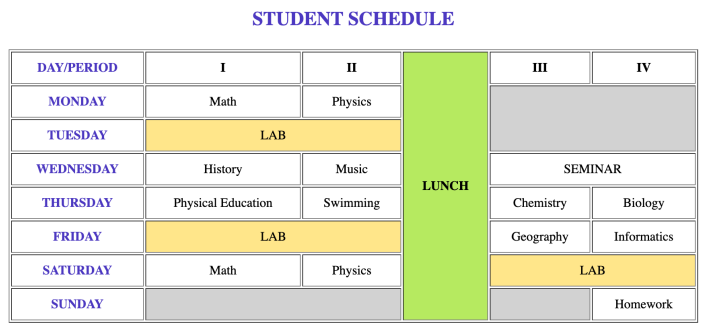 STUDENT SCHEDULE
DAY/PERIOD I II III IV
MONDAY Math Physics
TUESDAY LAB
WEDNESDAY History Music SEMINAR
LUNCH
THURSDAY Physical Education Swimming Chemistry Biology
FRIDAY LAB Geography Informatics
SATURDAY Math Physics LAB
SUNDAY Homework